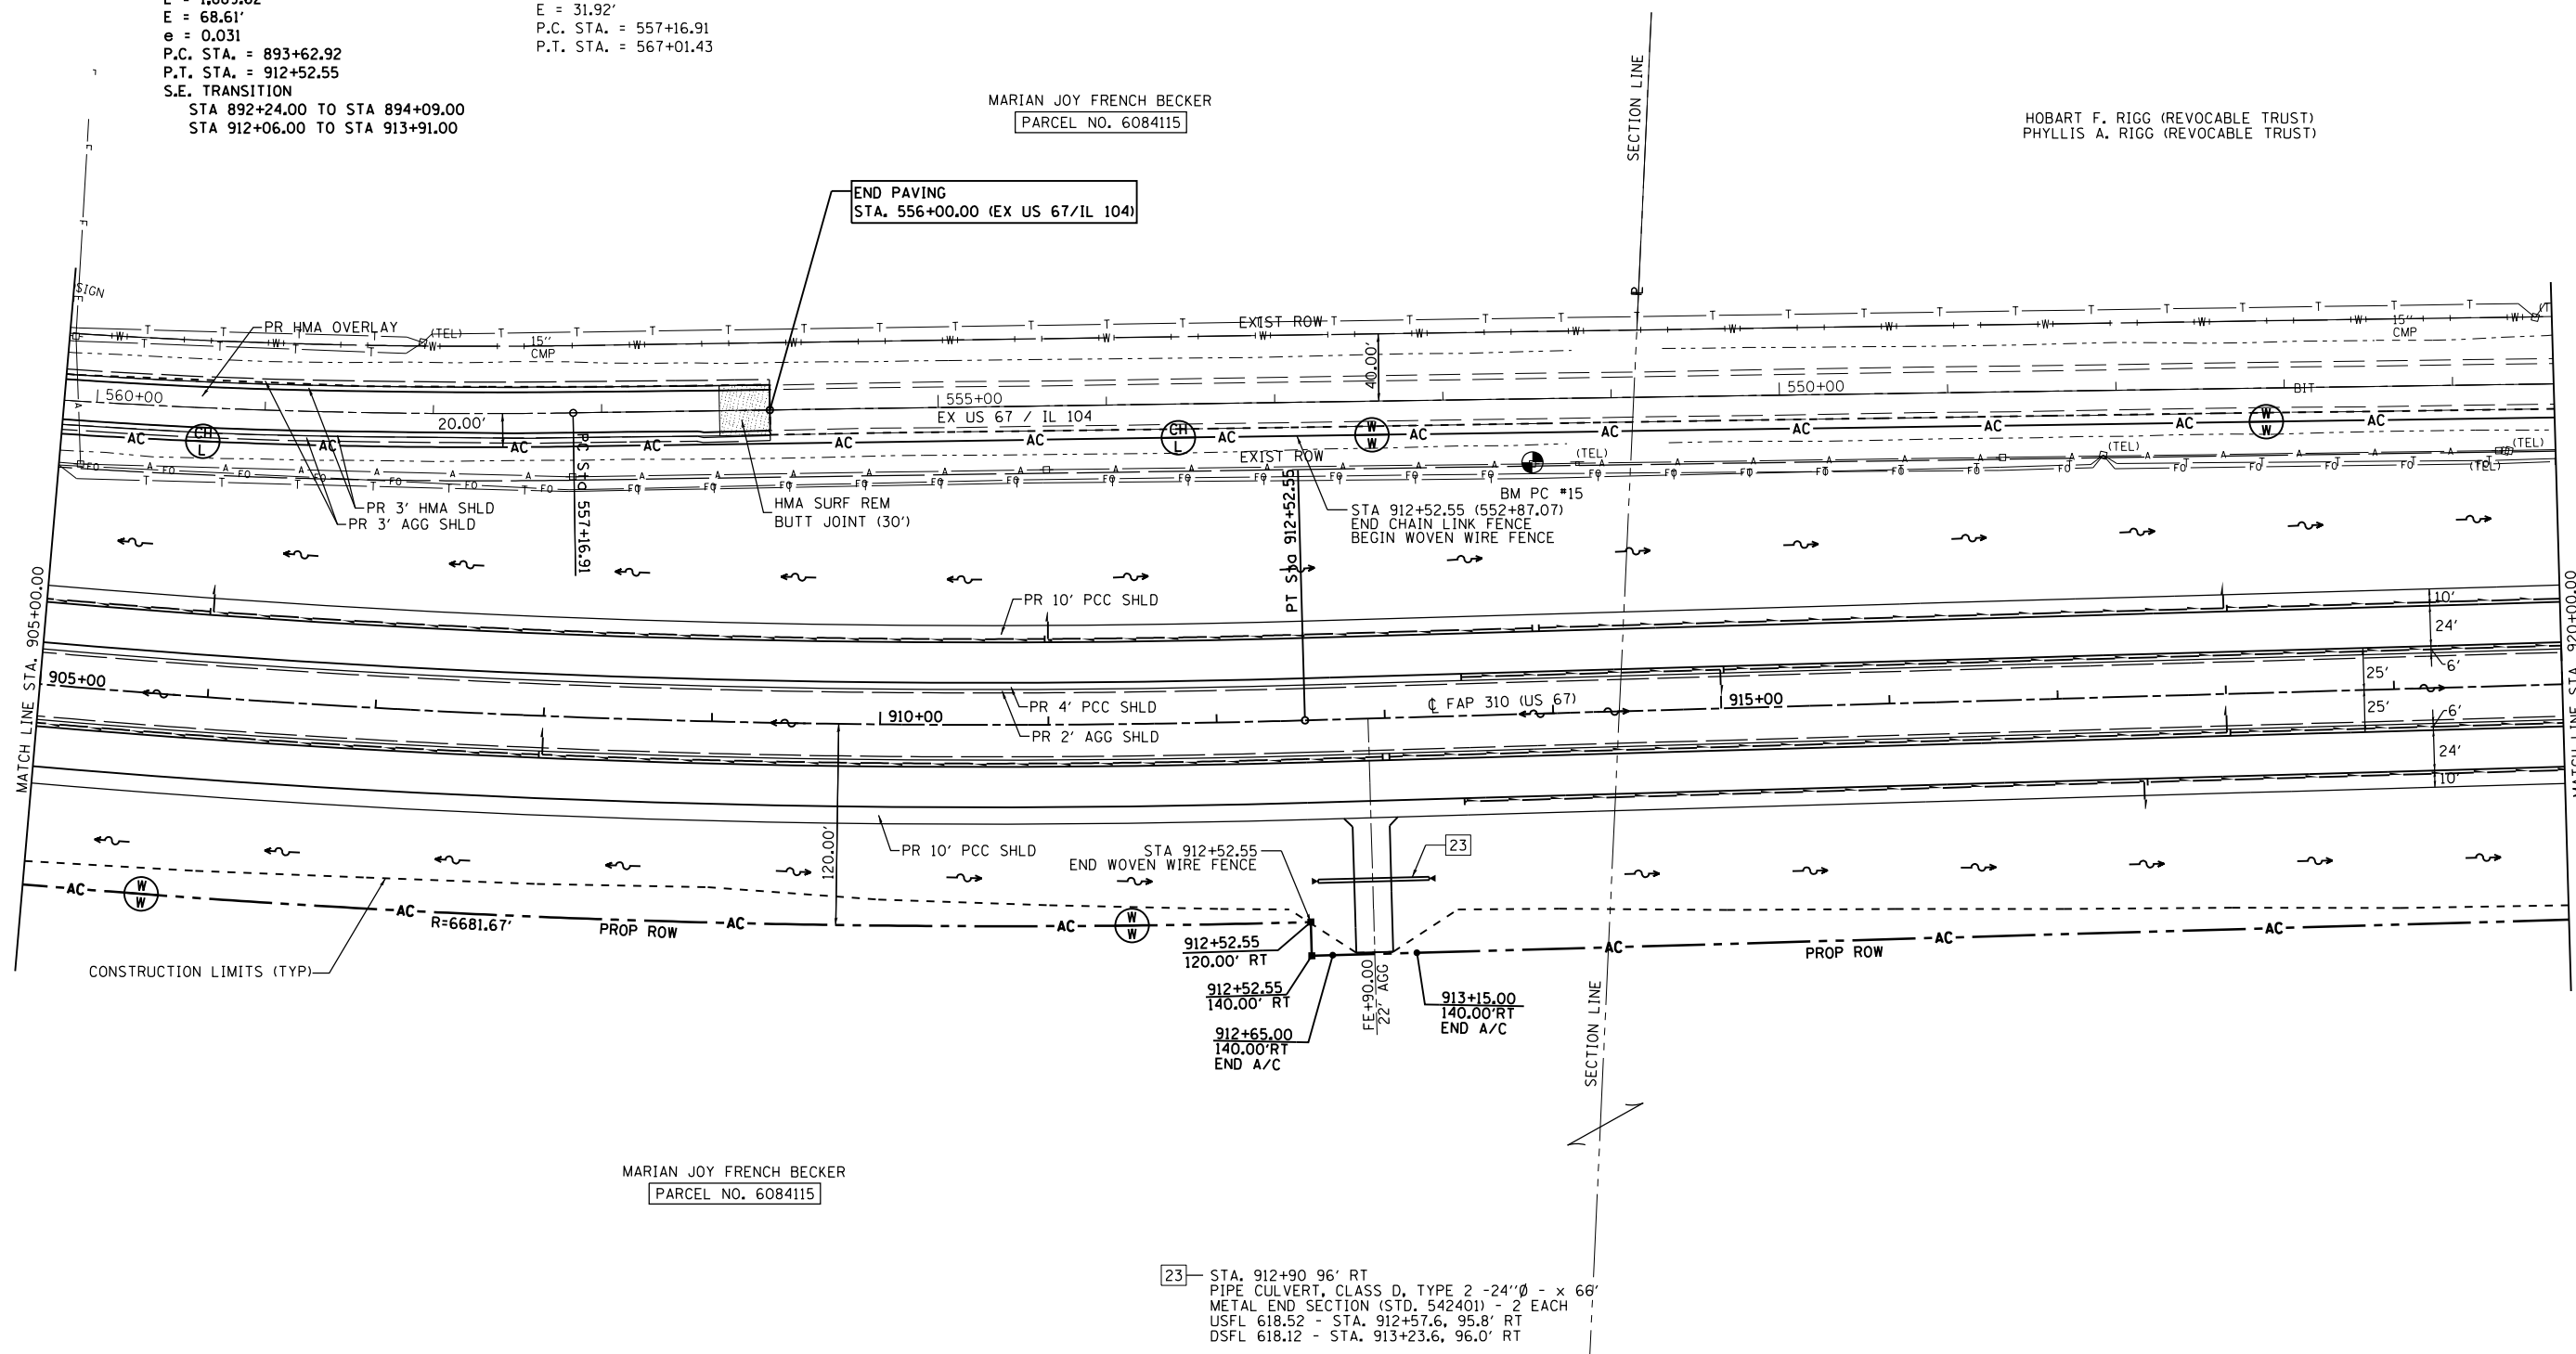 E = 68.61'
e = 0.031
P.C. STA. = 893+62.92
P.T. STA. = 912+52.55
S.E. TRANSITION
STA 892+24.00 TO STA 894+09.00
STA 912+06.00 TO STA 913+91.00
E = 31.92'
P.C. STA. = 557+16.91
P.T. STA. = 567+01.43
MARIAN JOY FRENCH BECKER
PARCEL NO. 6084115
HOBART F. RIGG (REVOCABLE TRUST)
PHYLLIS A. RIGG (REVOCABLE TRUST)
SECTION LINE
END PAVING
STA. 556+00.00 (EX US 67/IL 104)
SIGN
PR HMA OVERLAY
(TEL)
15"
CMP
EXIST ROW
40.00'
15"
CMP
560+00
555+00
550+00
BIT
20.00'
EX US 67 / IL 104
CH
L
AC AC AC AC AC AC AC AC AC AC AC AC AC
CH
L
W
W
W
W
EXIST ROW
(TEL)
(TEL)
(TEL)
(TEL)
PC Sta 557+16.91
PR 3' HMA SHLD
PR 3' AGG SHLD
HMA SURF REM
BUTT JOINT (30')
PT Sta 912+52.55
BM PC #15
STA 912+52.55 (552+87.07)
END CHAIN LINK FENCE
BEGIN WOVEN WIRE FENCE
MATCH LINE STA. 905+00.00
MATCH LINE STA. 920+00.00
PR 10' PCC SHLD
10'
24'
6'
25'
25'
6'
24'
10'
905+00
910+00
915+00
PR 4' PCC SHLD
PR 2' AGG SHLD
℄ FAP 310 (US 67)
120.00'
PR 10' PCC SHLD
STA 912+52.55
END WOVEN WIRE FENCE
23
AC
W
W
AC
R=6681.67'
PROP ROW
AC
AC
W
W
AC
PROP ROW
AC
AC
CONSTRUCTION LIMITS (TYP)
912+52.55
120.00' RT
912+52.55
140.00' RT
912+65.00
140.00'RT
END A/C
FE+90.00
22' AGG
913+15.00
140.00'RT
END A/C
SECTION LINE
MARIAN JOY FRENCH BECKER
PARCEL NO. 6084115
23 STA. 912+90 96' RT
PIPE CULVERT, CLASS D, TYPE 2 -24''Ø - x 66'
METAL END SECTION (STD. 542401) - 2 EACH
USFL 618.52 - STA. 912+57.6, 95.8' RT
DSFL 618.12 - STA. 913+23.6, 96.0' RT